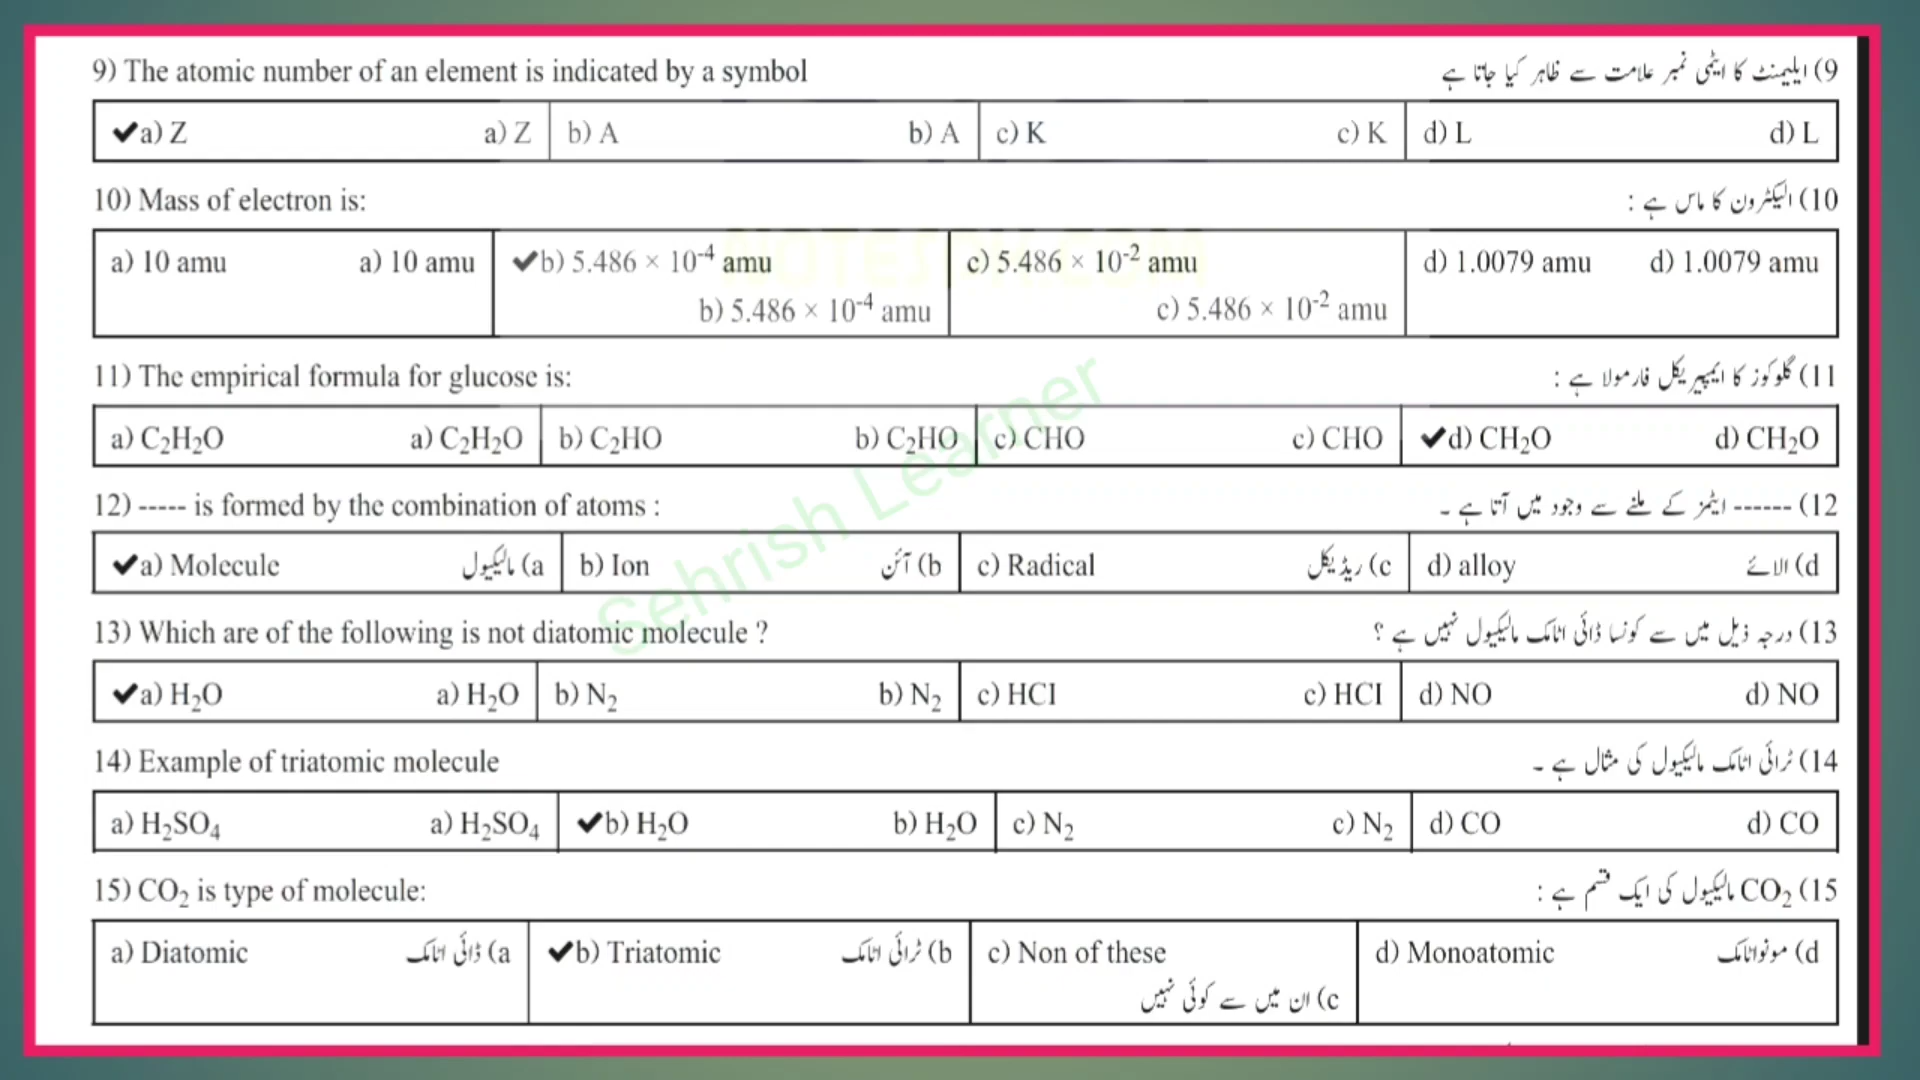 9) The atomic number of an element is indicated by a symbol
9) ایلیمنٹ کا ایٹمی نمبر علامت سے ظاہر کیا جاتا ہے
✔a) Z a) Z b) A b) A c) K c) K d) L d) L
10) Mass of electron is:
10) الیکٹرون کا ماس ہے :
a) 10 amu a) 10 amu ✔b) 5.486 × 10⁻⁴ amu c) 5.486 × 10⁻² amu d) 1.0079 amu d) 1.0079 amu
b) 5.486 × 10⁻⁴ amu c) 5.486 × 10⁻² amu
11) The empirical formula for glucose is:
11) گلوکوز کا ایمپیریکل فارمولا ہے :
a) C₂H₂O a) C₂H₂O b) C₂HO b) C₂HO c) CHO c) CHO ✔d) CH₂O d) CH₂O
12) ----- is formed by the combination of atoms :
12) ------ ایٹمز کے ملنے سے وجود میں آتا ہے ۔
✔a) Molecule a) مالیکیول b) Ion b) آئن c) Radical c) ریڈیکل d) alloy d) الائے
13) Which are of the following is not diatomic molecule ?
13) درجہ ذیل میں سے کونسا ڈائی اٹامک مالیکیول نہیں ہے ؟
✔a) H₂O a) H₂O b) N₂ b) N₂ c) HCI c) HCI d) NO d) NO
14) Example of triatomic molecule
14) ٹرائی اٹامک مالیکیول کی مثال ہے ۔
a) H₂SO₄ a) H₂SO₄ ✔b) H₂O b) H₂O c) N₂ c) N₂ d) CO d) CO
15) CO₂ is type of molecule:
15) CO₂ مالیکیول کی ایک قسم ہے :
a) Diatomic a) ڈائی اٹامک ✔b) Triatomic b) ٹرائی اٹامک c) Non of these d) Monoatomic d) مونواٹامک
c) ان میں سے کوئی نہیں
Sehrish Learner